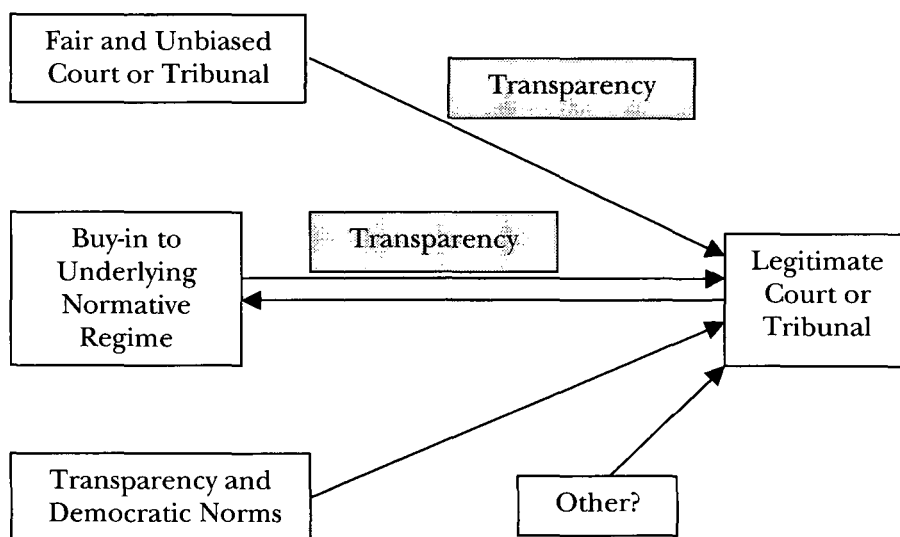 Fair and Unbiased
Court or Tribunal
Transparency
Buy-in to
Underlying
Normative
Regime
Transparency
Legitimate
Court or
Tribunal
Transparency and
Democratic Norms
Other?